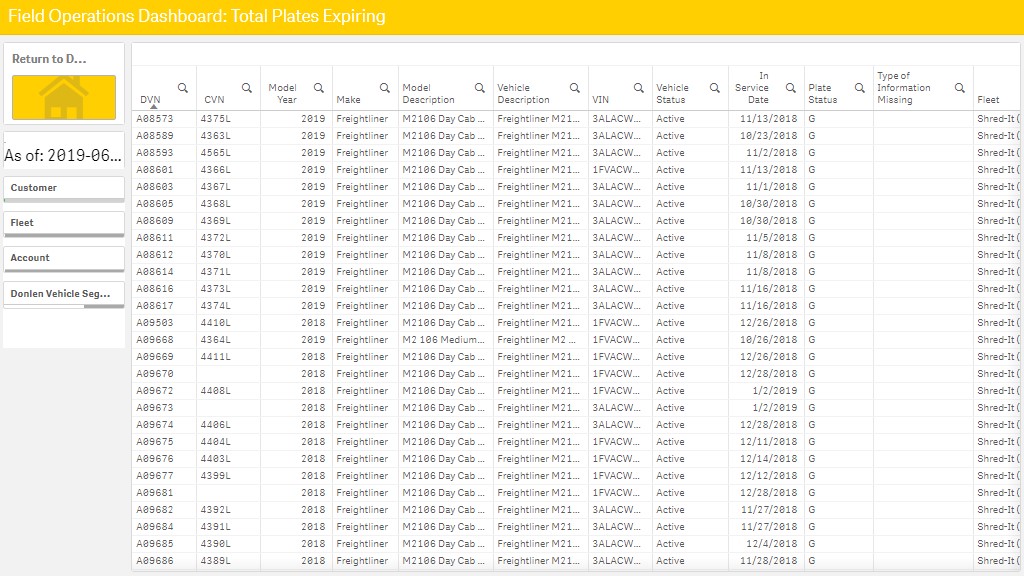 Field Operations Dashboard: Total Plates Expiring
Return to D...
As of: 2019-06...
Customer
Fleet
Account
Donlen Vehicle Seg...
DVN CVN Model Year Make Model Description Vehicle Description VIN Vehicle Status In Service Date Plate Status Type of Information Missing Fleet
A08573 4375L 2019 Freightliner M2106 Day Cab ... Freightliner M21... 3ALACW... Active 11/13/2018 G Shred-It (
A08589 4363L 2019 Freightliner M2106 Day Cab ... Freightliner M21... 3ALACW... Active 10/23/2018 G Shred-It (
A08593 4565L 2019 Freightliner M2106 Day Cab ... Freightliner M21... 3ALACW... Active 11/2/2018 G Shred-It (
A08601 4366L 2019 Freightliner M2106 Day Cab ... Freightliner M21... 1FVACW... Active 11/13/2018 G Shred-It (
A08603 4367L 2019 Freightliner M2106 Day Cab ... Freightliner M21... 3ALACW... Active 11/1/2018 G Shred-It (
A08605 4368L 2019 Freightliner M2106 Day Cab ... Freightliner M21... 3ALACW... Active 10/30/2018 G Shred-It (
A08609 4369L 2019 Freightliner M2106 Day Cab ... Freightliner M21... 3ALACW... Active 10/30/2018 G Shred-It (
A08611 4372L 2019 Freightliner M2106 Day Cab ... Freightliner M21... 3ALACW... Active 11/5/2018 G Shred-It (
A08612 4370L 2019 Freightliner M2106 Day Cab ... Freightliner M21... 3ALACW... Active 11/8/2018 G Shred-It (
A08614 4371L 2019 Freightliner M2106 Day Cab ... Freightliner M21... 3ALACW... Active 11/8/2018 G Shred-It (
A08616 4373L 2019 Freightliner M2106 Day Cab ... Freightliner M21... 3ALACW... Active 11/16/2018 G Shred-It (
A08617 4374L 2019 Freightliner M2106 Day Cab ... Freightliner M21... 3ALACW... Active 11/16/2018 G Shred-It (
A09503 4410L 2018 Freightliner M2106 Day Cab ... Freightliner M21... 1FVACW... Active 12/26/2018 G Shred-It (
A09668 4364L 2019 Freightliner M2 106 Medium... Freightliner M2 ... 1FVACW... Active 10/26/2018 G Shred-It (
A09669 4411L 2018 Freightliner M2106 Day Cab ... Freightliner M21... 1FVACW... Active 12/26/2018 G Shred-It (
A09670 2018 Freightliner M2106 Day Cab ... Freightliner M21... 1FVACW... Active 12/28/2018 G Shred-It (
A09672 4408L 2018 Freightliner M2106 Day Cab ... Freightliner M21... 1FVACW... Active 1/2/2019 G Shred-It (
A09673 2018 Freightliner M2106 Day Cab ... Freightliner M21... 3ALACW... Active 1/2/2019 G Shred-It (
A09674 4406L 2018 Freightliner M2106 Day Cab ... Freightliner M21... 3ALACW... Active 12/28/2018 G Shred-It (
A09675 4404L 2018 Freightliner M2106 Day Cab ... Freightliner M21... 1FVACW... Active 12/11/2018 G Shred-It (
A09676 4403L 2018 Freightliner M2106 Day Cab ... Freightliner M21... 1FVACW... Active 12/14/2018 G Shred-It (
A09677 4399L 2018 Freightliner M2106 Day Cab ... Freightliner M21... 1FVACW... Active 12/12/2018 G Shred-It (
A09681 2018 Freightliner M2106 Day Cab ... Freightliner M21... 1FVACW... Active 12/28/2018 G Shred-It (
A09682 4392L 2018 Freightliner M2106 Day Cab ... Freightliner M21... 3ALACW... Active 11/27/2018 G Shred-It (
A09684 4391L 2018 Freightliner M2106 Day Cab ... Freightliner M21... 3ALACW... Active 11/27/2018 G Shred-It (
A09685 4390L 2018 Freightliner M2106 Day Cab ... Freightliner M21... 3ALACW... Active 12/4/2018 G Shred-It (
A09686 4389L 2018 Freightliner M2106 Day Cab ... Freightliner M21... 3ALACW... Active 11/28/2018 G Shred-It (